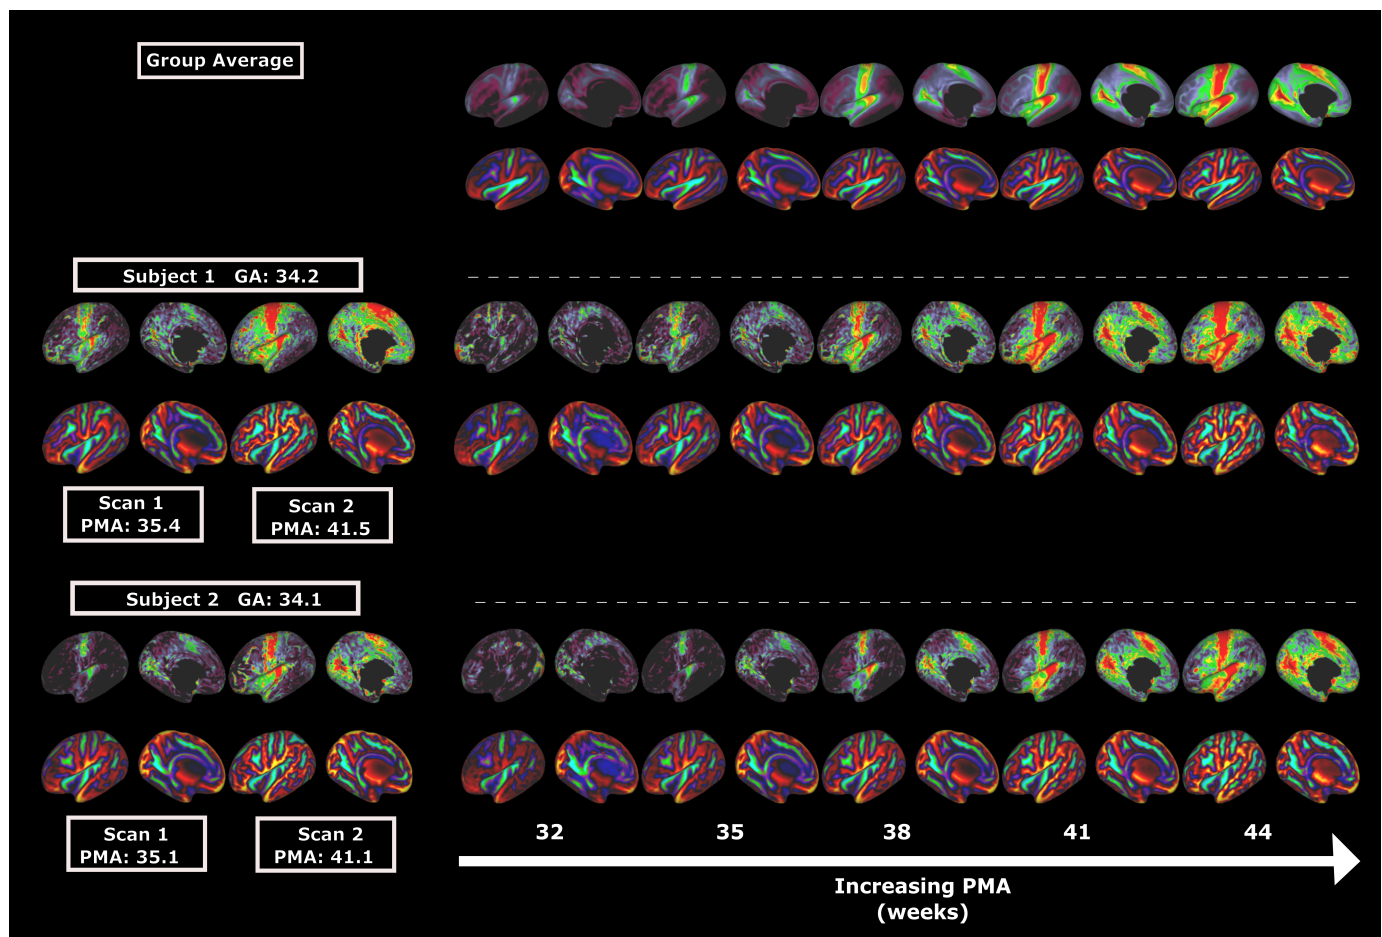 Group Average
Subject 1 GA: 34.2
Scan 1
PMA: 35.4
Scan 2
PMA: 41.5
Subject 2 GA: 34.1
Scan 1
PMA: 35.1
Scan 2
PMA: 41.1
32 35 38 41 44
Increasing PMA
(weeks)